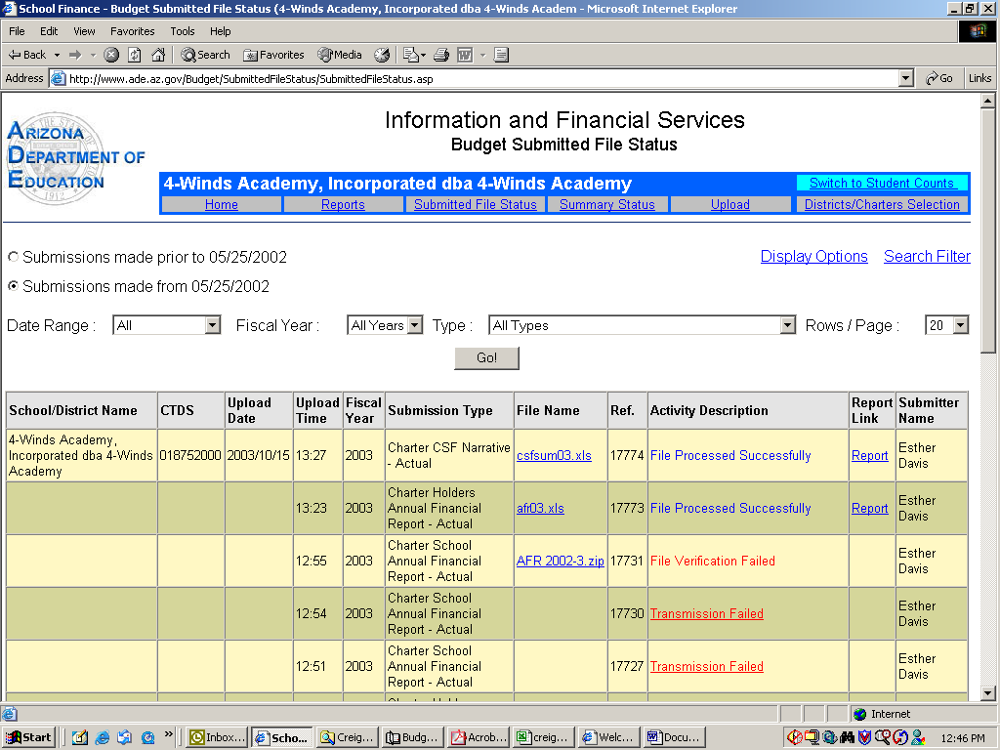 School Finance - Budget Submitted File Status (4-Winds Academy, Incorporated dba 4-Winds Academ - Microsoft Internet Explorer
File Edit View Favorites Tools Help
Back Search Favorites Media
Address http://www.ade.az.gov/Budget/SubmittedFileStatus/SubmittedFileStatus.asp Go Links
ARIZONA
DEPARTMENT OF
EDUCATION
1912
Information and Financial Services
Budget Submitted File Status
4-Winds Academy, Incorporated dba 4-Winds Academy Switch to Student Counts
Home Reports Submitted File Status Summary Status Upload Districts/Charters Selection
Submissions made prior to 05/25/2002 Display Options Search Filter
Submissions made from 05/25/2002
Date Range : All Fiscal Year : All Years Type : All Types Rows / Page : 20
Go!
School/District Name CTDS Upload Date Upload Time Fiscal Year Submission Type File Name Ref. Activity Description Report Link Submitter Name
4-Winds Academy, Incorporated dba 4-Winds Academy 018752000 2003/10/15 13:27 2003 Charter CSF Narrative - Actual csfsum03.xls 17774 File Processed Successfully Report Esther Davis
13:23 2003 Charter Holders Annual Financial Report - Actual afr03.xls 17773 File Processed Successfully Report Esther Davis
12:55 2003 Charter School Annual Financial Report - Actual AFR 2002-3.zip 17731 File Verification Failed Esther Davis
12:54 2003 Charter School Annual Financial Report - Actual 17730 Transmission Failed Esther Davis
12:51 2003 Charter School Annual Financial Report - Actual 17727 Transmission Failed Esther Davis
Internet
Start Inbox... Scho... Creig... Budg... Acrob... creig... Welc... Docu... 12:46 PM